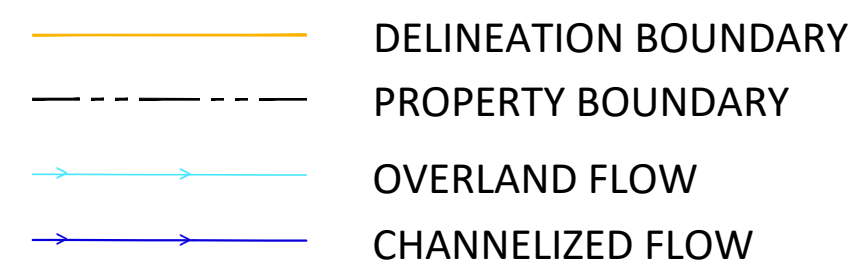 DELINEATION BOUNDARY
PROPERTY BOUNDARY
OVERLAND FLOW
CHANNELIZED FLOW